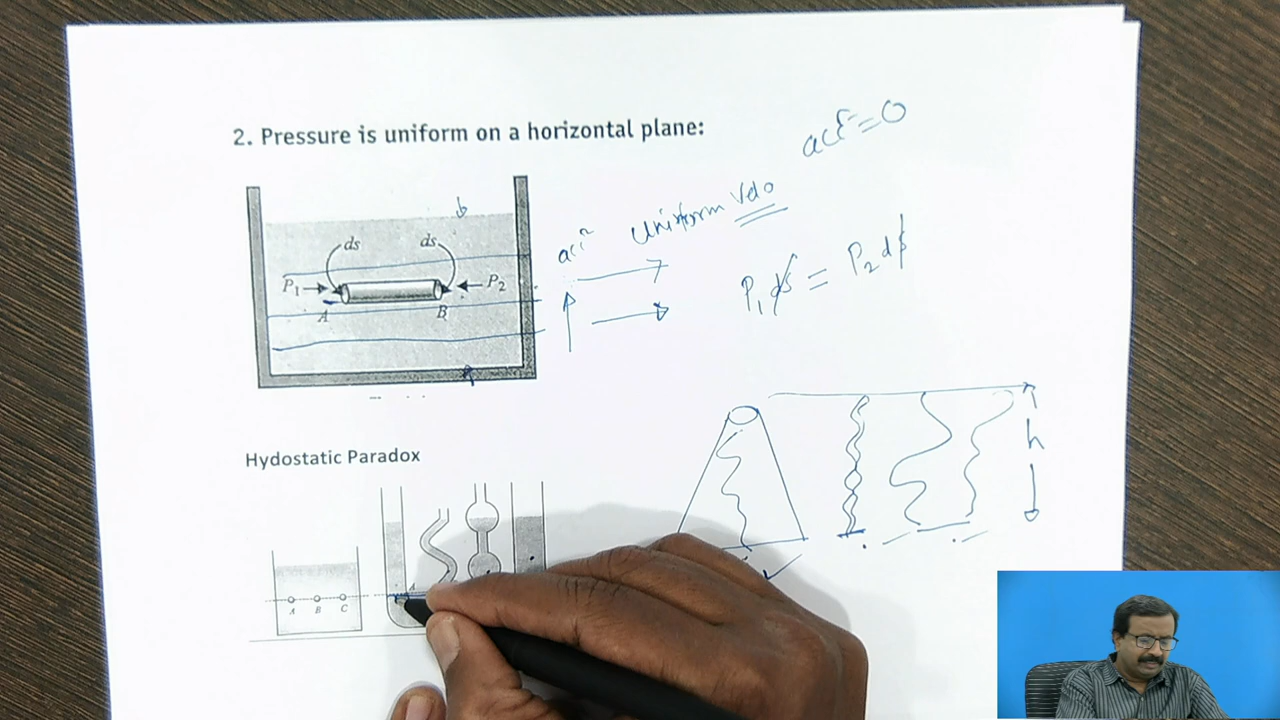 2. Pressure is uniform on a horizontal plane:
acc̄ = 0
Uniform Velo
ds ds
P₁ P₂
A B
P₁ ds = P₂ ds
Hydostatic Paradox
h
A B C